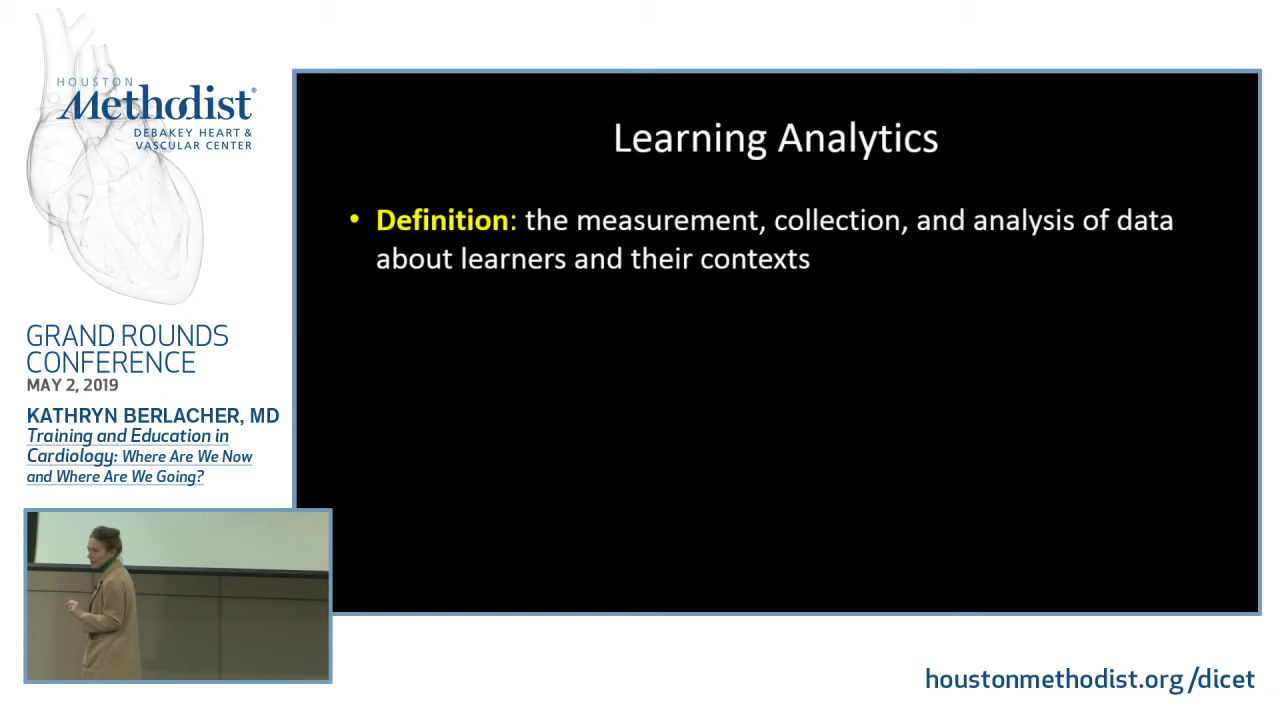 HOUSTON
Methodist®
DEBAKEY HEART &
VASCULAR CENTER
GRAND ROUNDS
CONFERENCE
MAY 2, 2019
KATHRYN BERLACHER, MD
Training and Education in
Cardiology: Where Are We Now
and Where Are We Going?
Learning Analytics
• Definition: the measurement, collection, and analysis of data
about learners and their contexts
houstonmethodist.org/dicet